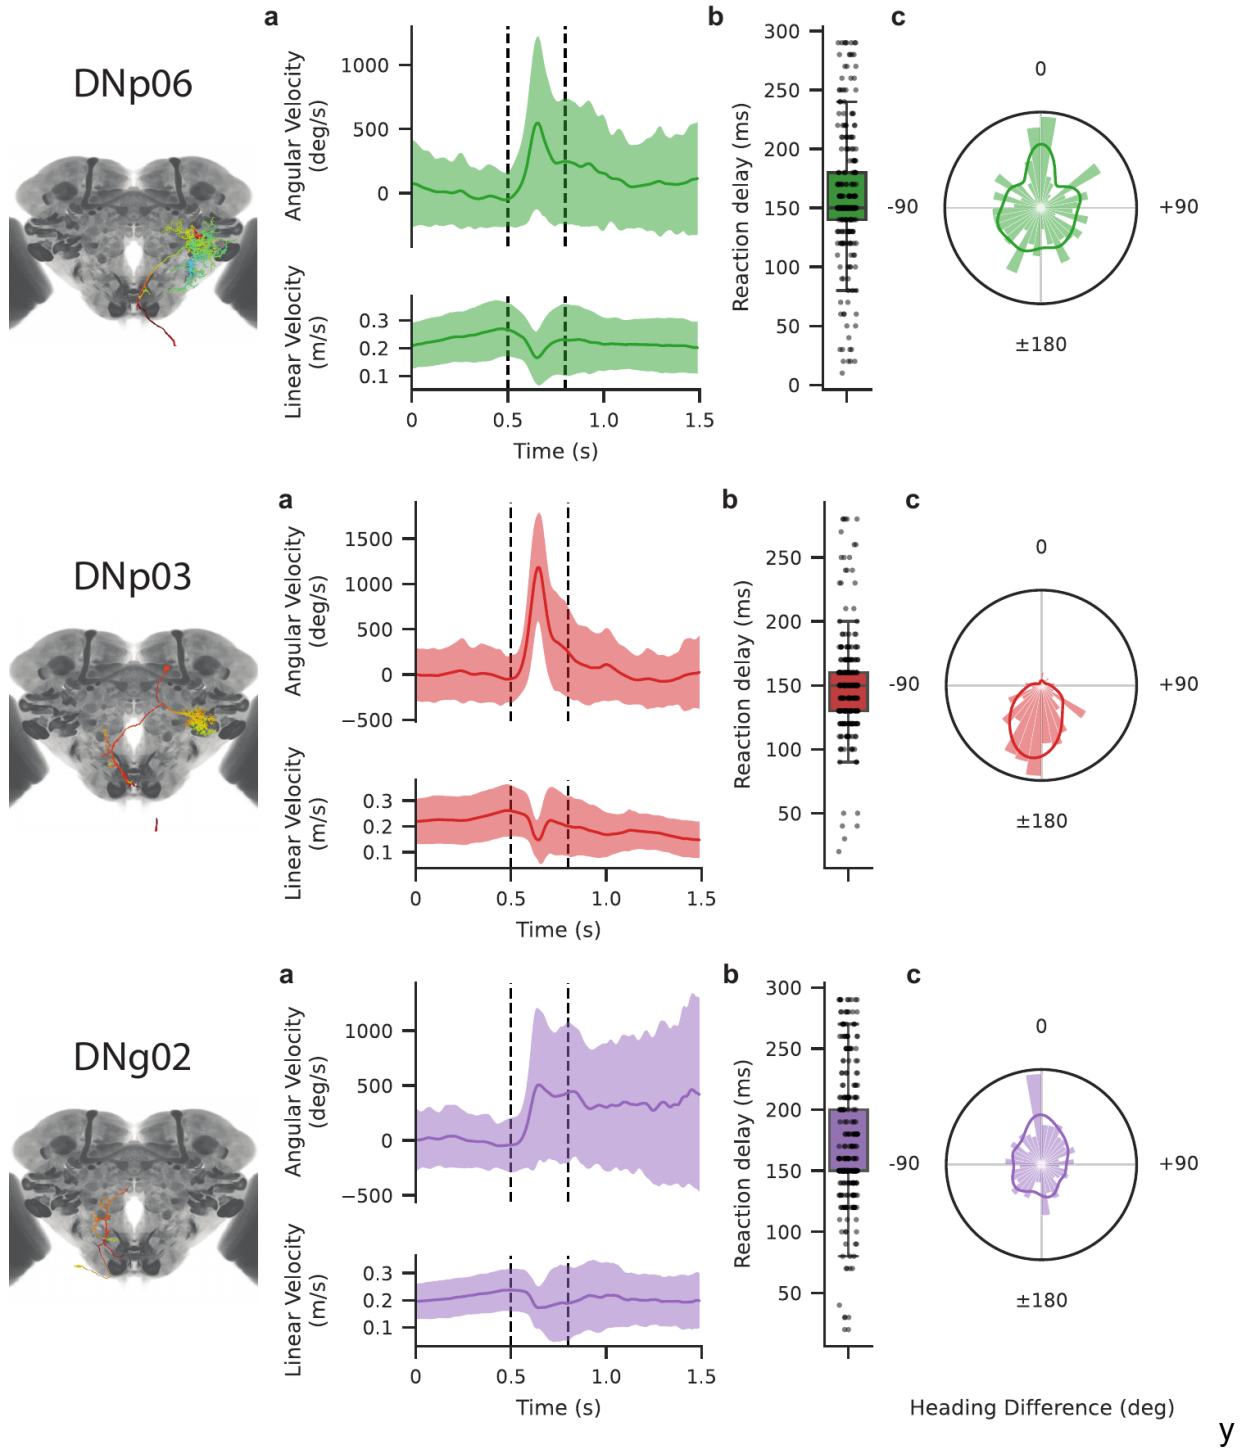 a
b
c
DNp06
Angular Velocity
(deg/s)
1000
500
0
Linear Velocity
(m/s)
0.3
0.2
0.1
0
0.5
1.0
1.5
Time (s)
Reaction delay (ms)
300
250
200
150
100
50
0
0
-90
+90
±180
a
b
c
DNp03
Angular Velocity
(deg/s)
1500
1000
500
0
−500
Linear Velocity
(m/s)
0.3
0.2
0.1
0
0.5
1.0
1.5
Time (s)
Reaction delay (ms)
250
200
150
100
50
0
-90
+90
±180
a
b
c
DNg02
Angular Velocity
(deg/s)
1000
500
0
−500
Linear Velocity
(m/s)
0.3
0.2
0.1
0
0.5
1.0
1.5
Time (s)
Reaction delay (ms)
300
250
200
150
100
50
0
-90
+90
±180
Heading Difference (deg)
y